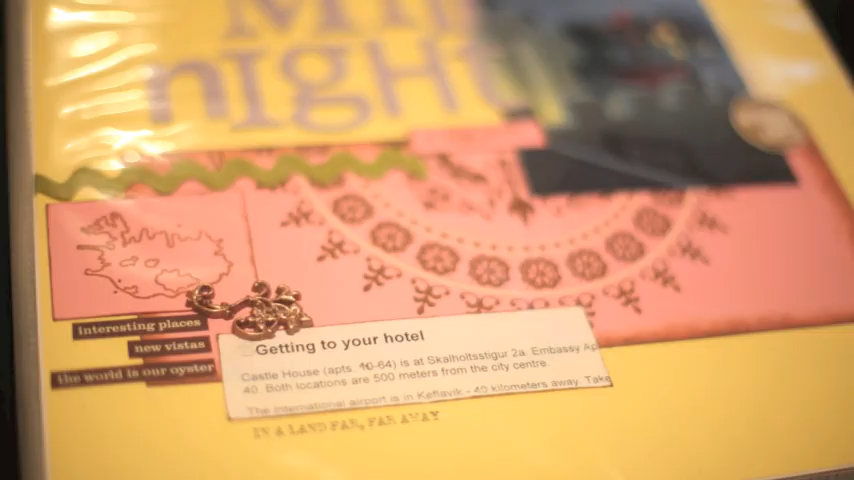 Mid
night
interesting places
new vistas
the world is our oyster
Getting to your hotel
Castle House (apts. 10-64) is at Skalholtsstigur 2a. Embassy Ap
40. Both locations are 500 meters from the city centre.
The international airport is in Keflavik - 40 kilometers away. Take
IN A LAND FAR, FAR AWAY